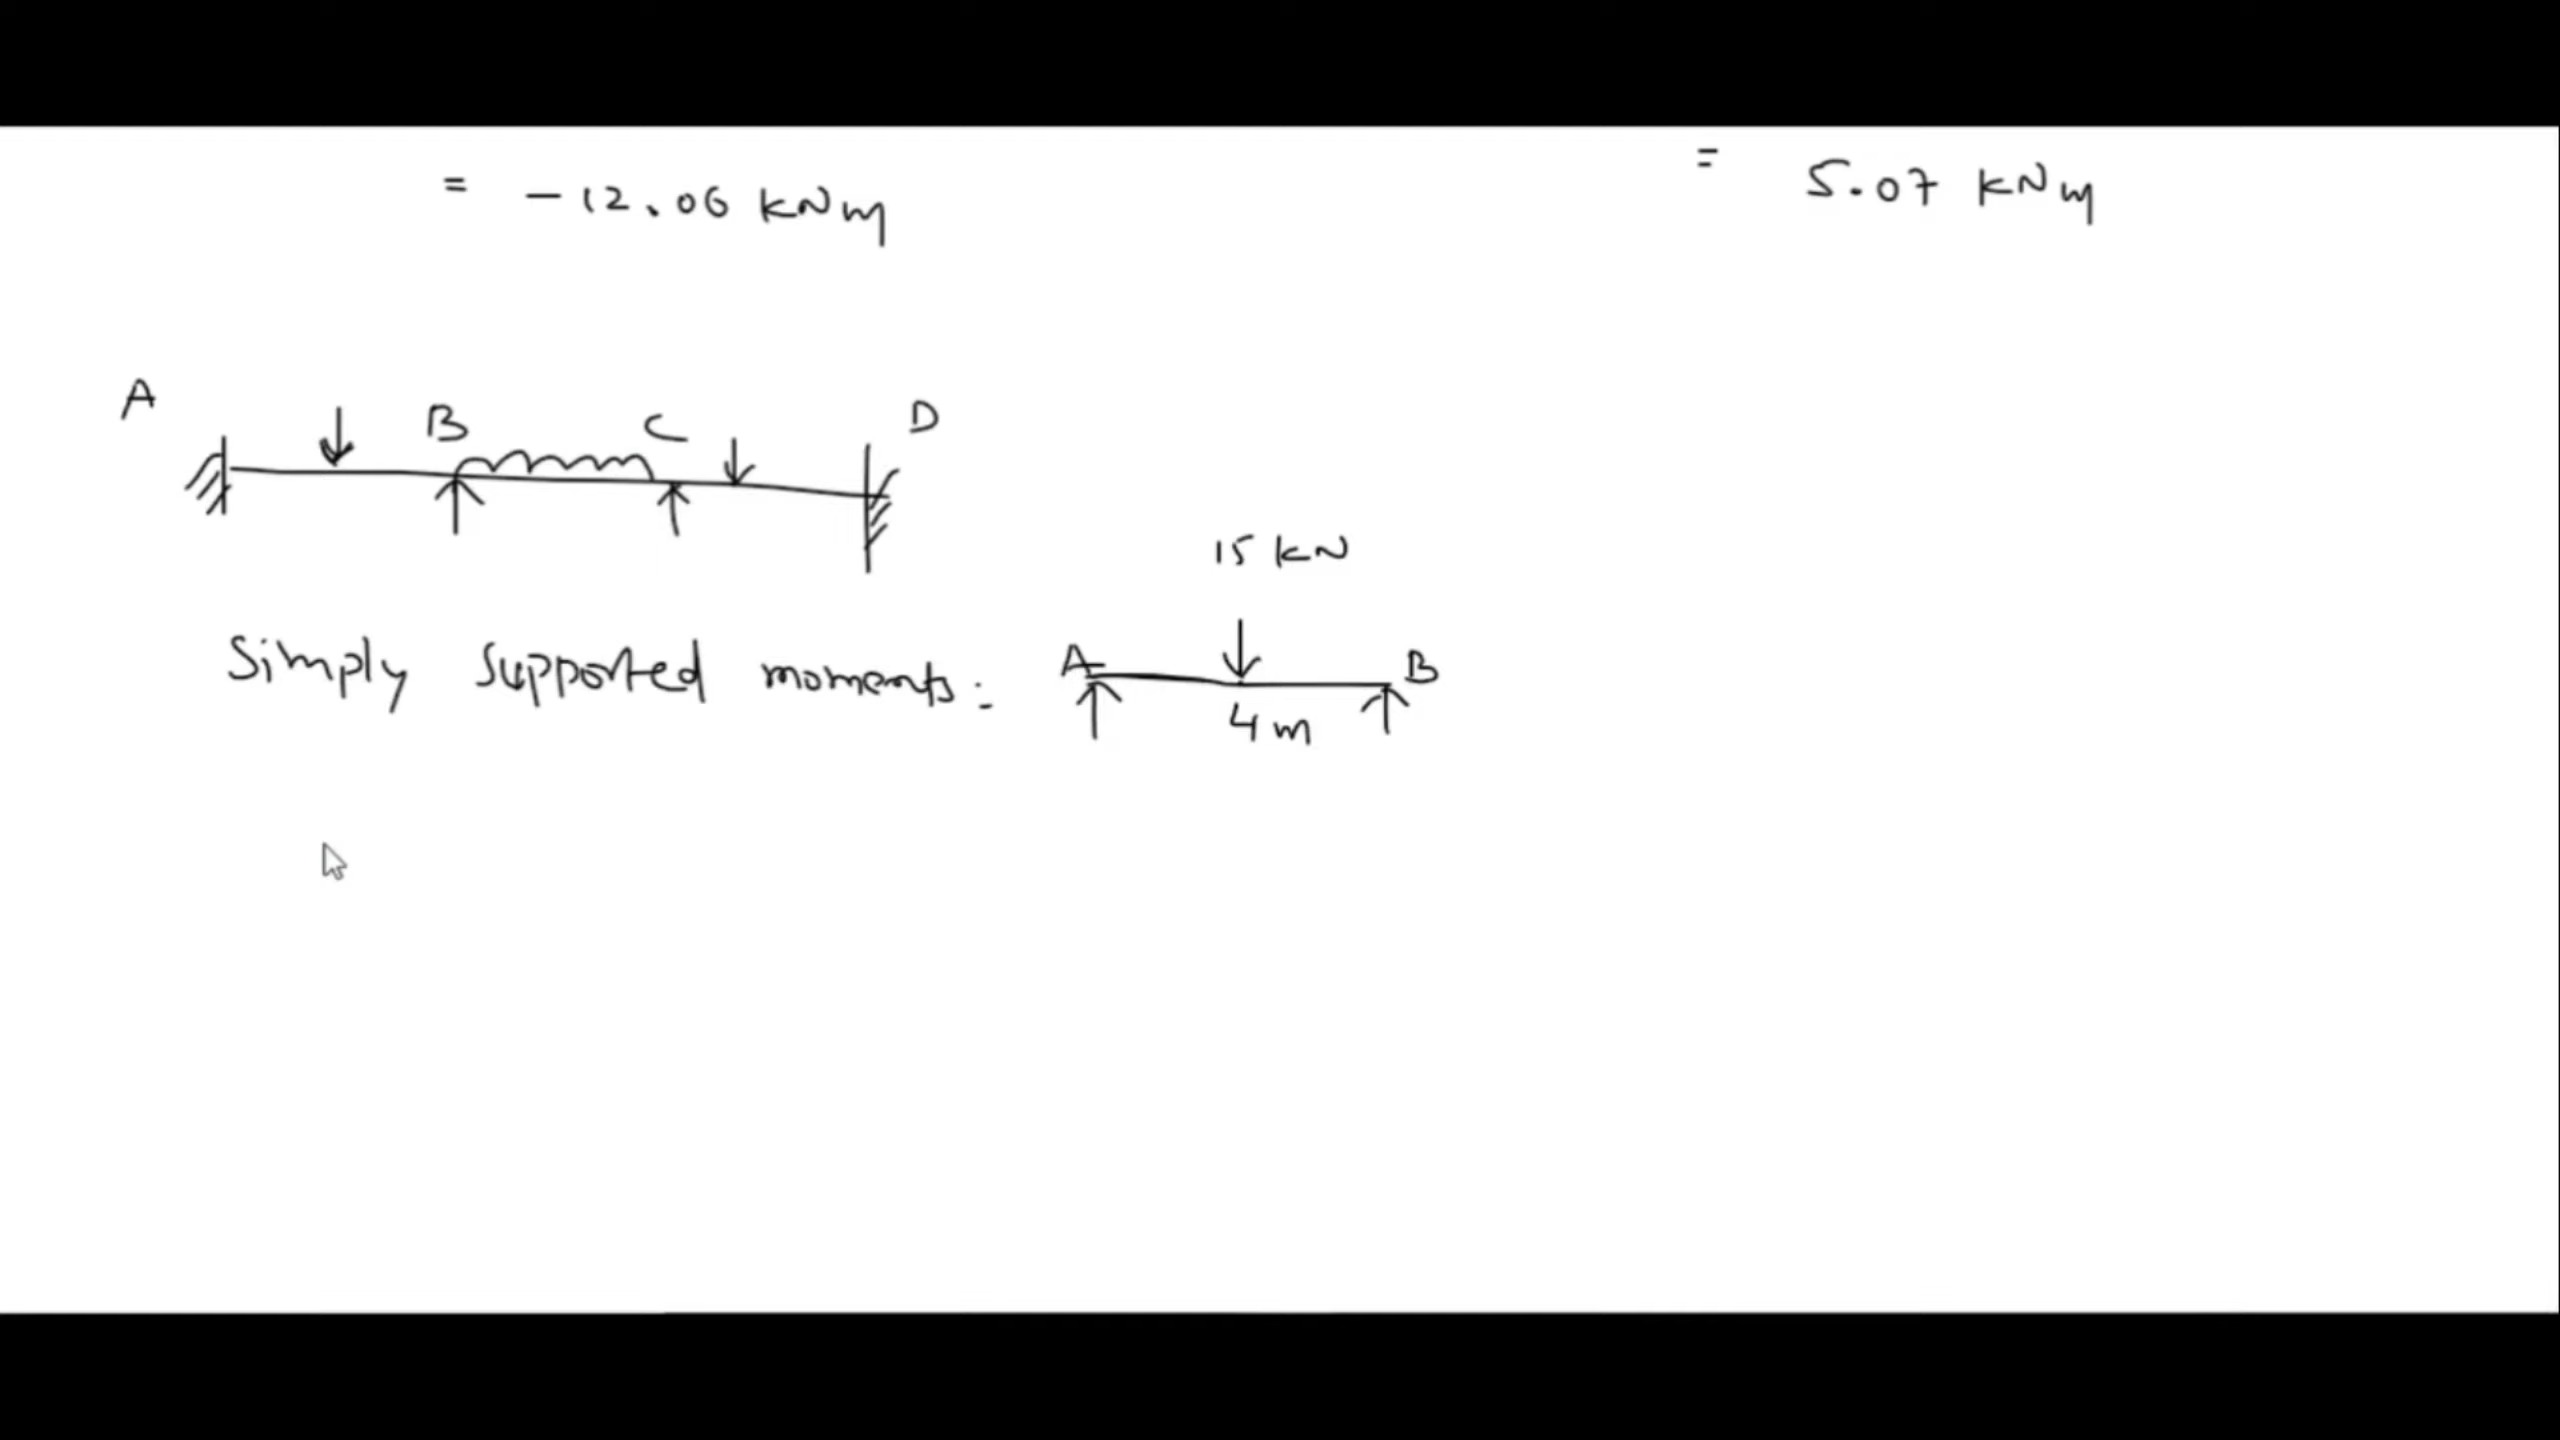 = -12.06 kNm
= 5.07 kNm
A B C D
15 kN
Simply supported moments:- A B
4 m